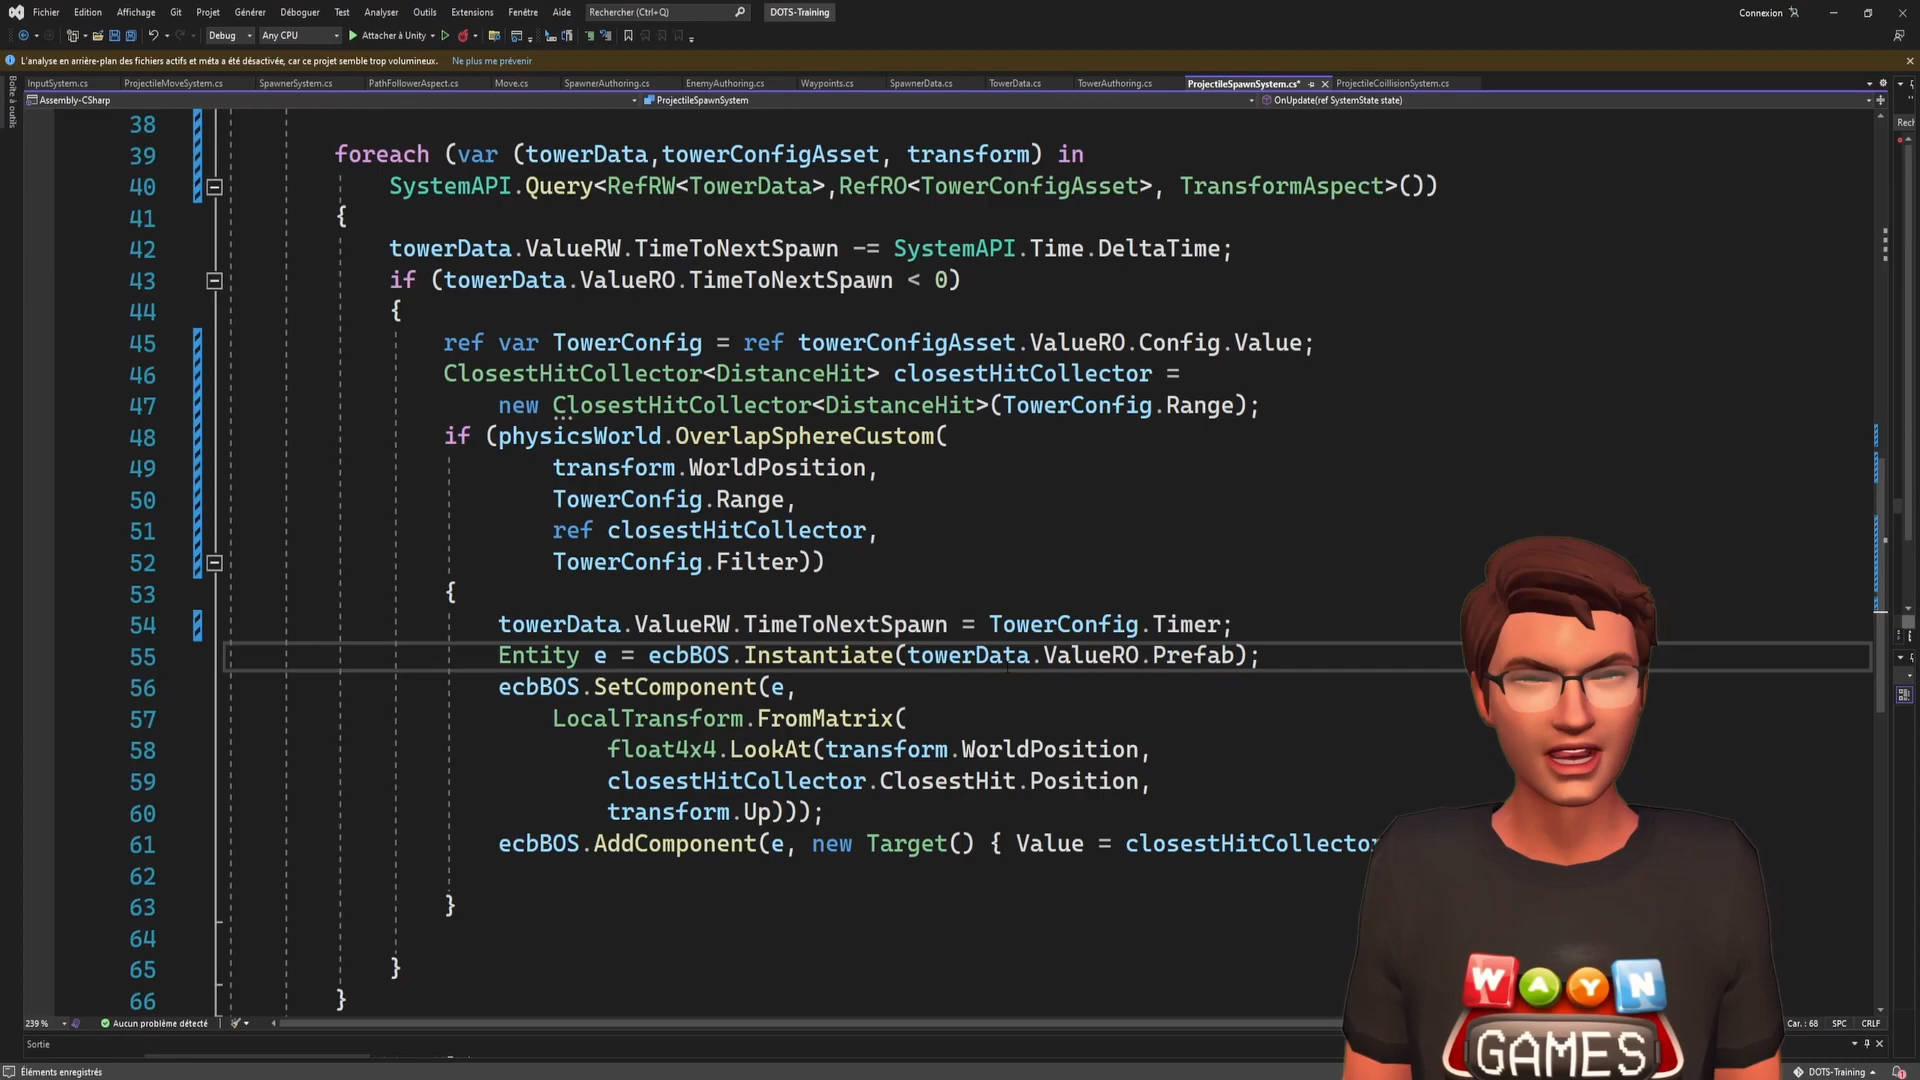 Fichier Edition Affichage Git Projet Générer Déboguer Test Analyser Outils Extensions Fenêtre Aide Rechercher (Ctrl+Q) DOTS-Training Connexion
Debug Any CPU Attacher à Unity
L'analyse en arrière-plan des fichiers actifs et méta a été désactivée, car ce projet semble trop volumineux. Ne plus me prévenir
Boîte à outils
InputSystem.cs ProjectileMoveSystem.cs SpawnerSystem.cs PathFollowerAspect.cs Move.cs SpawnerAuthoring.cs EnemyAuthoring.cs Waypoints.cs SpawnerData.cs TowerData.cs TowerAuthoring.cs ProjectileSpawnSystem.cs* ProjectileCoillisionSystem.cs
Assembly-CSharp ProjectileSpawnSystem OnUpdate(ref SystemState state)
Rech
38
39 foreach (var (towerData,towerConfigAsset, transform) in
40 SystemAPI.Query<RefRW<TowerData>,RefRO<TowerConfigAsset>, TransformAspect>())
41 {
42 towerData.ValueRW.TimeToNextSpawn -= SystemAPI.Time.DeltaTime;
43 if (towerData.ValueRO.TimeToNextSpawn < 0)
44 {
45 ref var TowerConfig = ref towerConfigAsset.ValueRO.Config.Value;
46 ClosestHitCollector<DistanceHit> closestHitCollector =
47 new ClosestHitCollector<DistanceHit>(TowerConfig.Range);
48 if (physicsWorld.OverlapSphereCustom(
49 transform.WorldPosition,
50 TowerConfig.Range,
51 ref closestHitCollector,
52 TowerConfig.Filter))
53 {
54 towerData.ValueRW.TimeToNextSpawn = TowerConfig.Timer;
55 Entity e = ecbBOS.Instantiate(towerData.ValueRO.Prefab);
56 ecbBOS.SetComponent(e,
57 LocalTransform.FromMatrix(
58 float4x4.LookAt(transform.WorldPosition,
59 closestHitCollector.ClosestHit.Position,
60 transform.Up)));
61 ecbBOS.AddComponent(e, new Target() { Value = closestHitCollector
62
63 }
64
65 }
66 }
239 % Aucun problème détecté Car. : 68 SPC CRLF
Sortie
Éléments enregistrés DOTS-Training
WAYN
GAMES